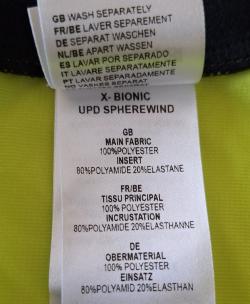 GB WASH SEPARATELY
FR/BE LAVER SEPAREMENT
DE SEPARAT WASCHEN
NL/BE APART WASSEN
ES LAVAR POR SEPARADO
IT LAVARE SEPARATAMENTE
PT LAVAR SEPARADAMENTE
NO VASKES SEPARAT
X- BIONIC
UPD SPHEREWIND
GB
MAIN FABRIC
100%POLYESTER
INSERT
80%POLYAMIDE 20%ELASTANE
FR/BE
TISSU PRINCIPAL
100% POLYESTER
INCRUSTATION
80%POLYAMIDE 20%ELASTHANNE
DE
OBERMATERIAL
100% POLYESTER
EINSATZ
80%POLYAMID 20%ELASTHAN